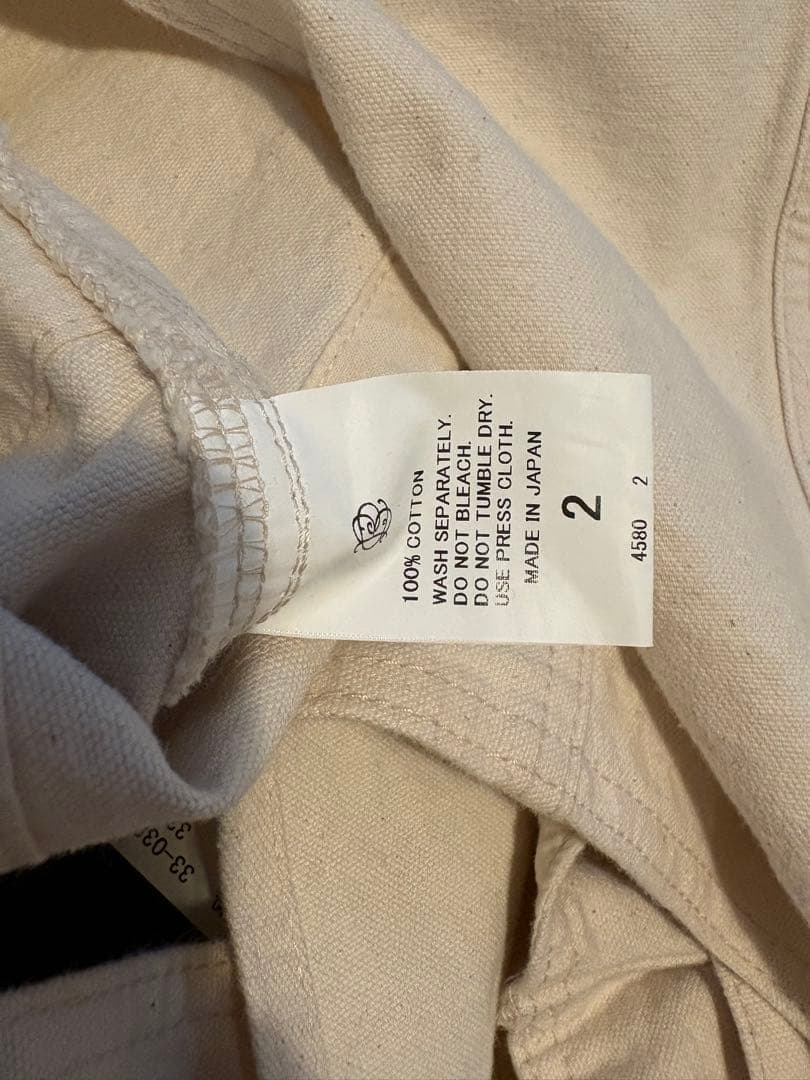 100% COTTON
WASH SEPARATELY.
DO NOT BLEACH.
DO NOT TUMBLE DRY.
USE PRESS CLOTH.
MADE IN JAPAN
2
4580 2